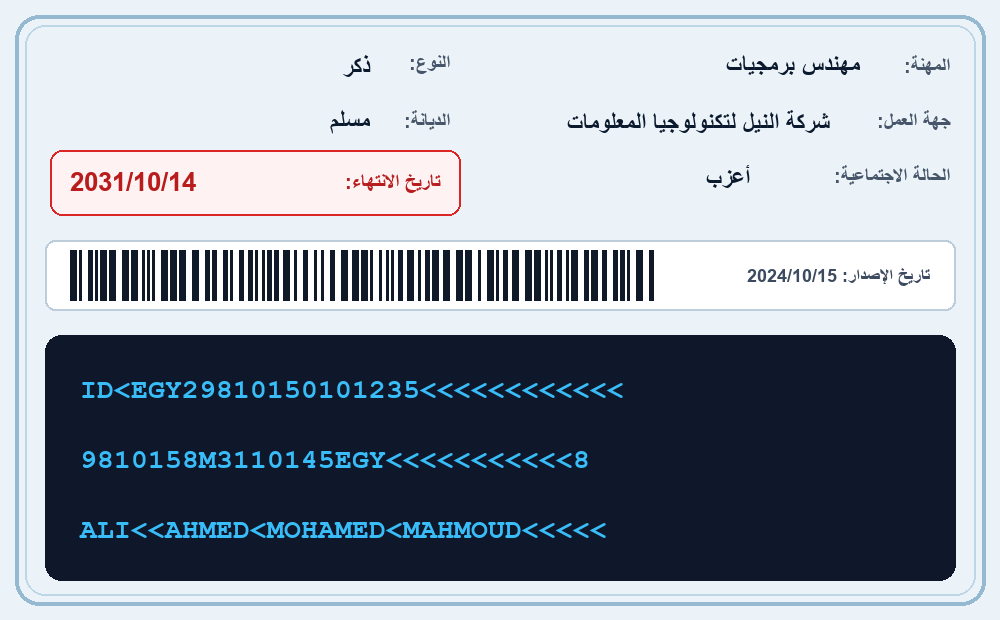 المهنة: مهندس برمجيات
النوع: ذكر
جهة العمل: شركة النيل لتكنولوجيا المعلومات
الديانة: مسلم
الحالة الاجتماعية: أعزب
تاريخ الانتهاء: 2031/10/14
تاريخ الإصدار: 2024/10/15
ID<EGY29810150101235<<<<<<<<<<<<
9810158M3110145EGY<<<<<<<<<<<8
ALI<<AHMED<MOHAMED<MAHMOUD<<<<<